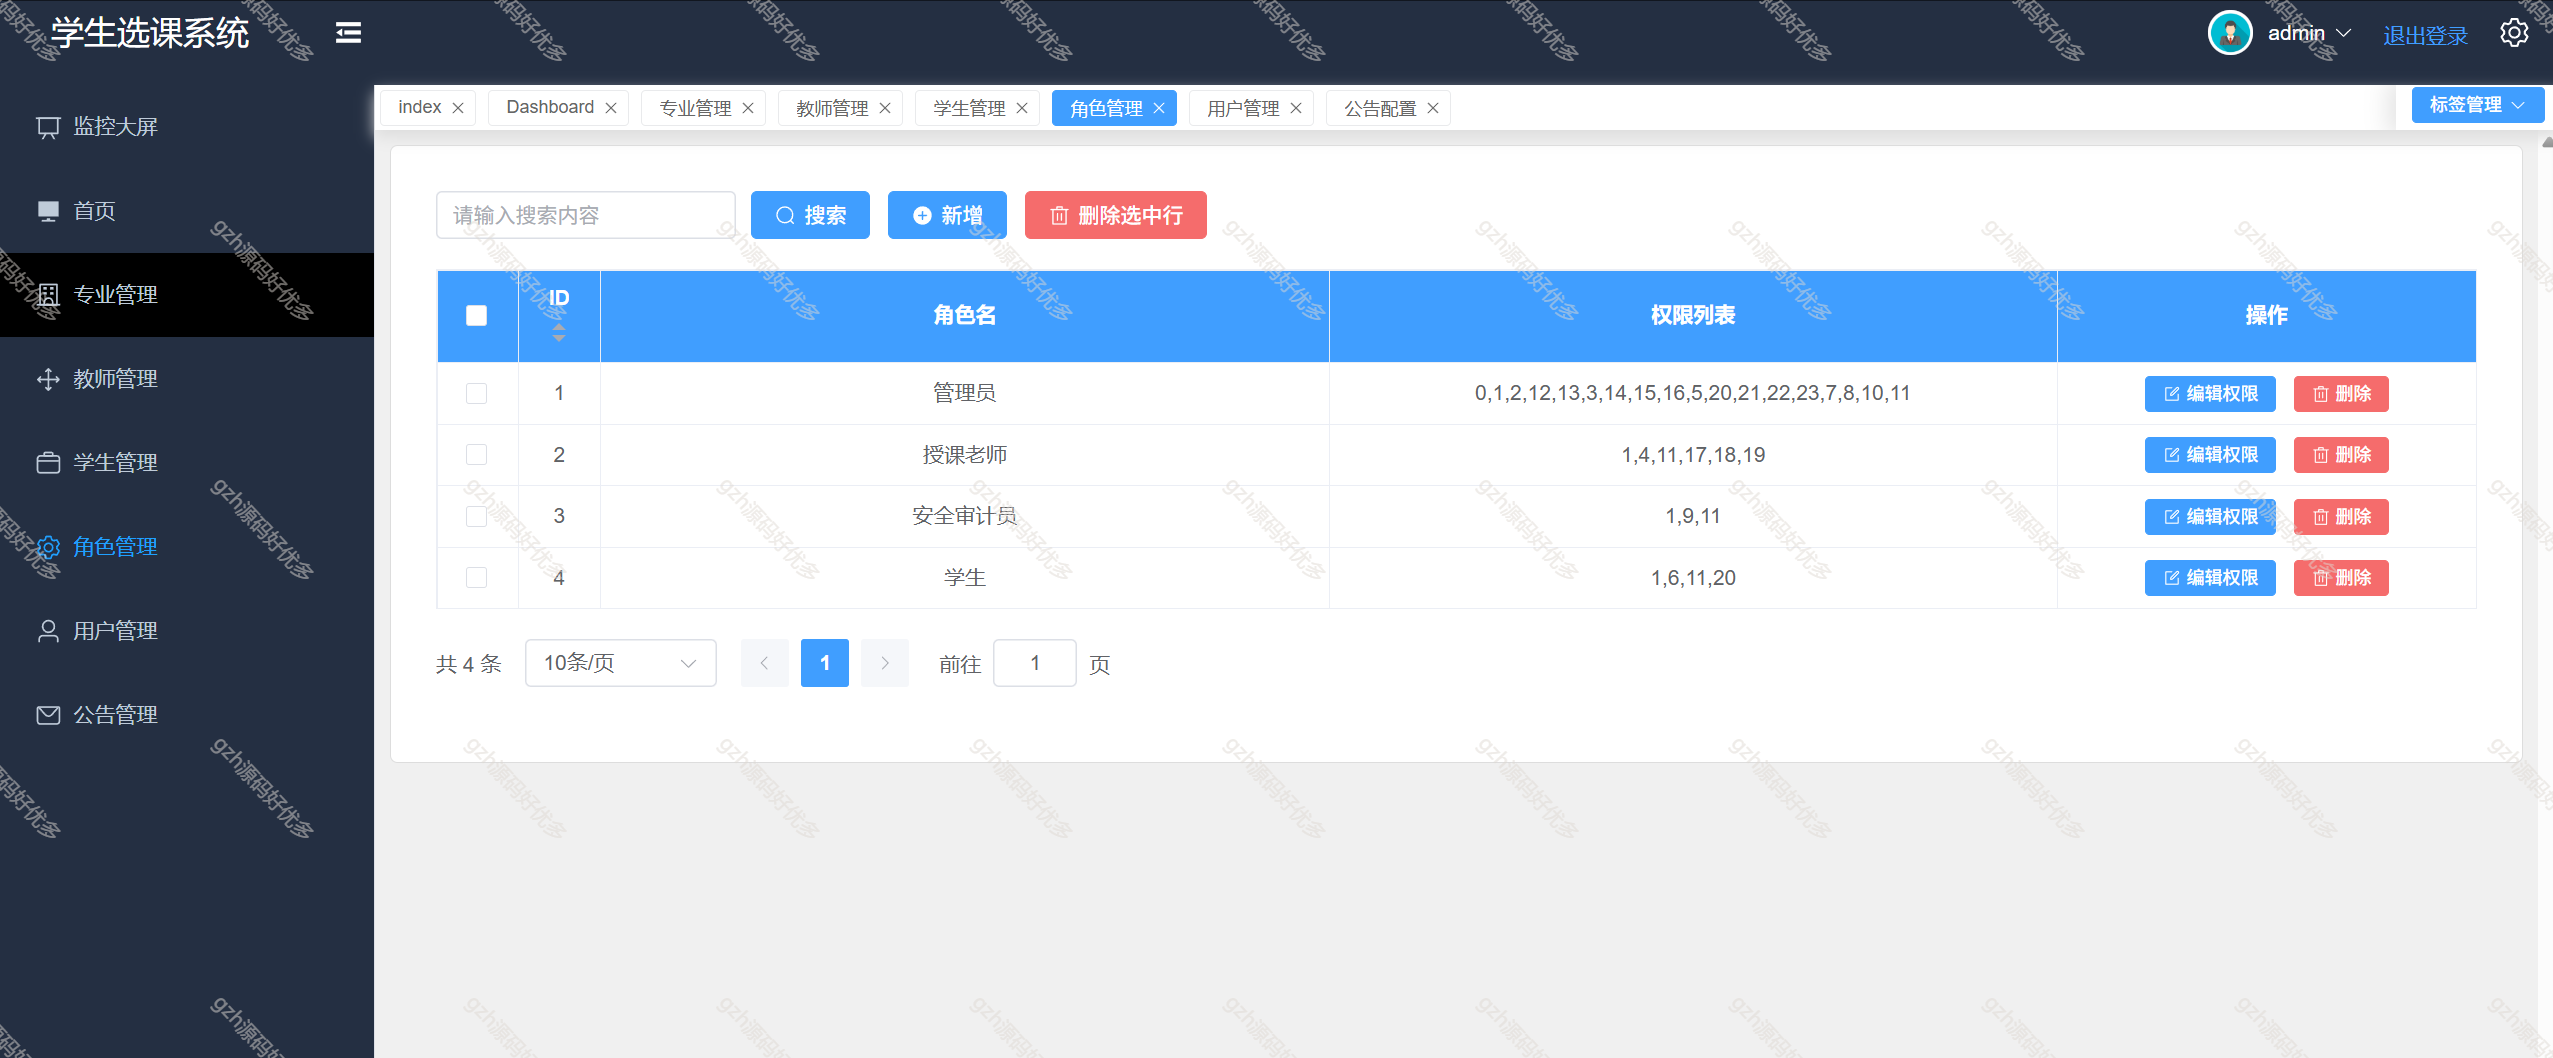 学生选课系统
admin
退出登录
监控大屏
首页
专业管理
教师管理
学生管理
角色管理
用户管理
公告管理
index Dashboard 专业管理 教师管理 学生管理 角色管理 用户管理 公告配置 标签管理
请输入搜索内容 搜索 新增 删除选中行
ID 角色名 权限列表 操作
1 管理员 0,1,2,12,13,3,14,15,16,5,20,21,22,23,7,8,10,11 编辑权限 删除
2 授课老师 1,4,11,17,18,19 编辑权限 删除
3 安全审计员 1,9,11 编辑权限 删除
4 学生 1,6,11,20 编辑权限 删除
共 4 条 10条/页 1 前往 1 页
gzh源码好优多